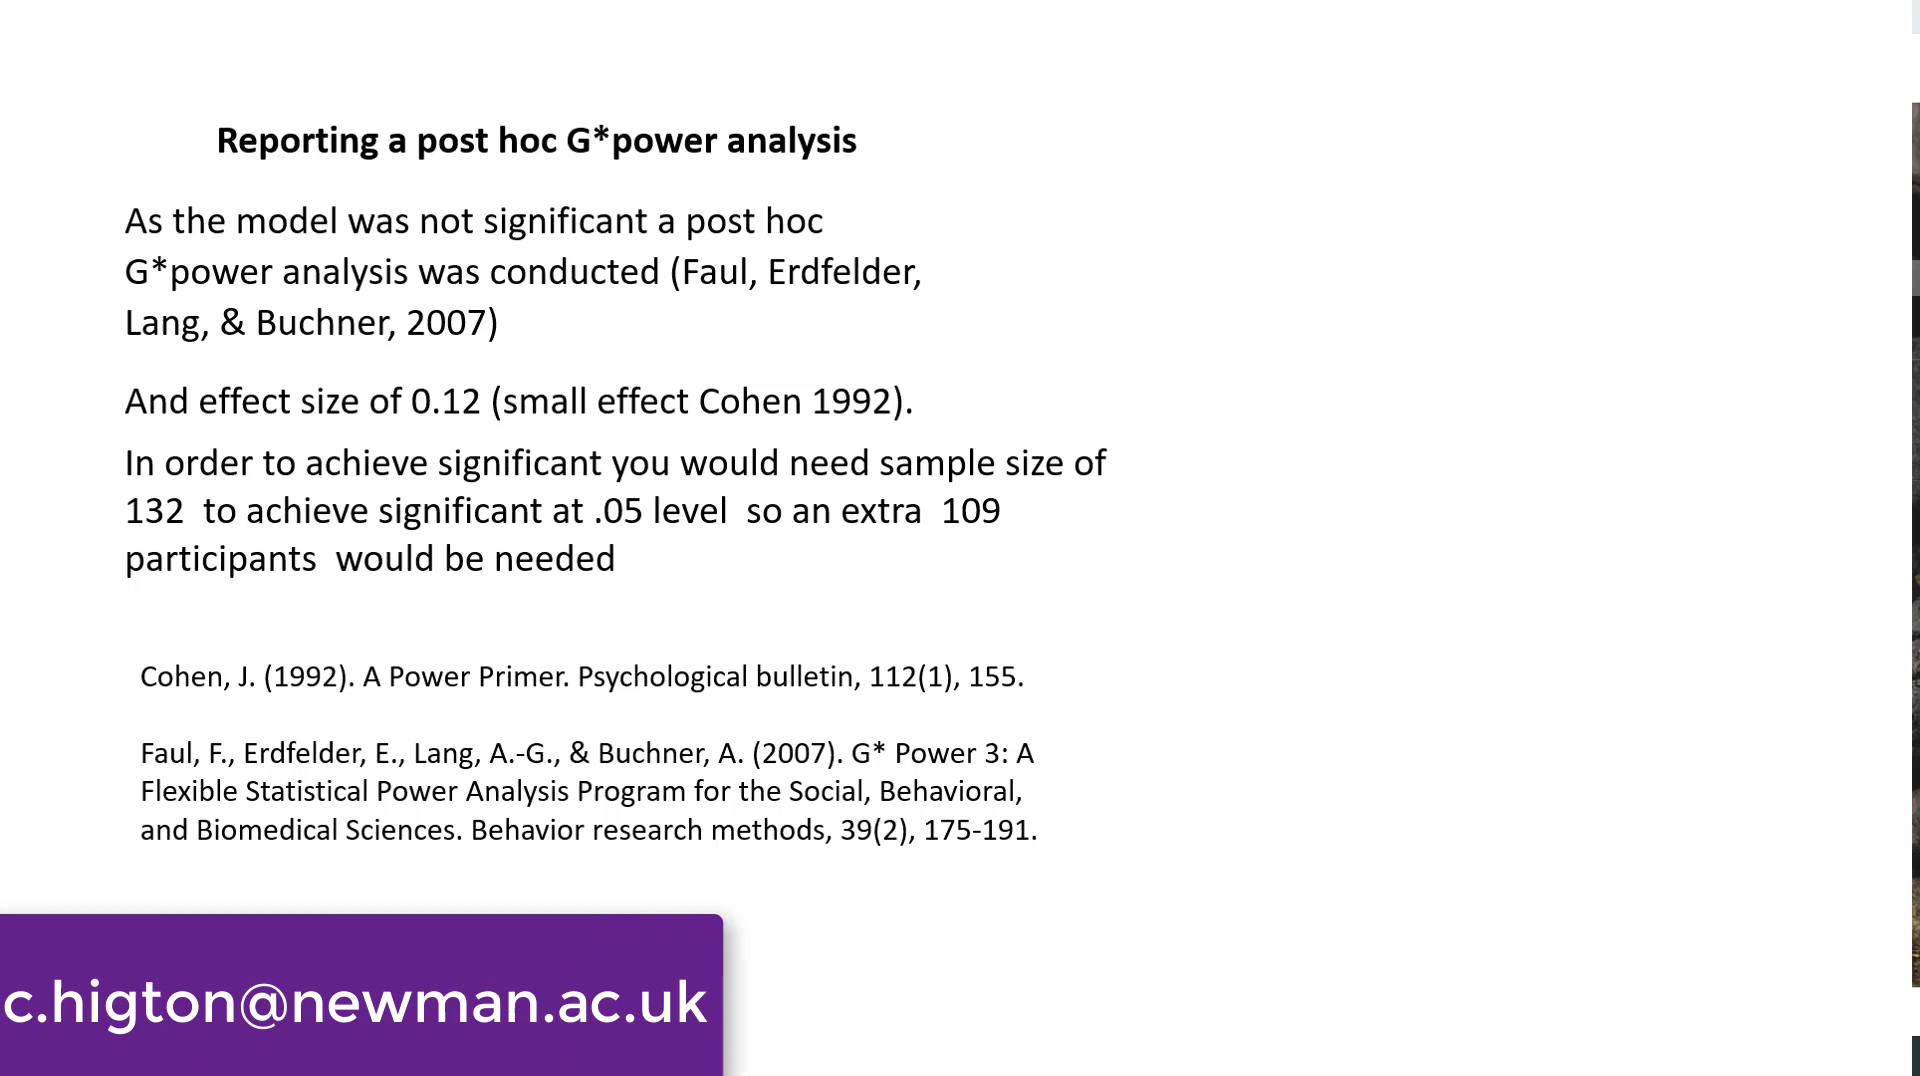 Reporting a post hoc G*power analysis
As the model was not significant a post hoc
G*power analysis was conducted (Faul, Erdfelder,
Lang, & Buchner, 2007)
And effect size of 0.12 (small effect Cohen 1992).
In order to achieve significant you would need sample size of
132  to achieve significant at .05 level  so an extra  109
participants  would be needed
Cohen, J. (1992). A Power Primer. Psychological bulletin, 112(1), 155.
Faul, F., Erdfelder, E., Lang, A.-G., & Buchner, A. (2007). G* Power 3: A
Flexible Statistical Power Analysis Program for the Social, Behavioral,
and Biomedical Sciences. Behavior research methods, 39(2), 175-191.
c.higton@newman.ac.uk